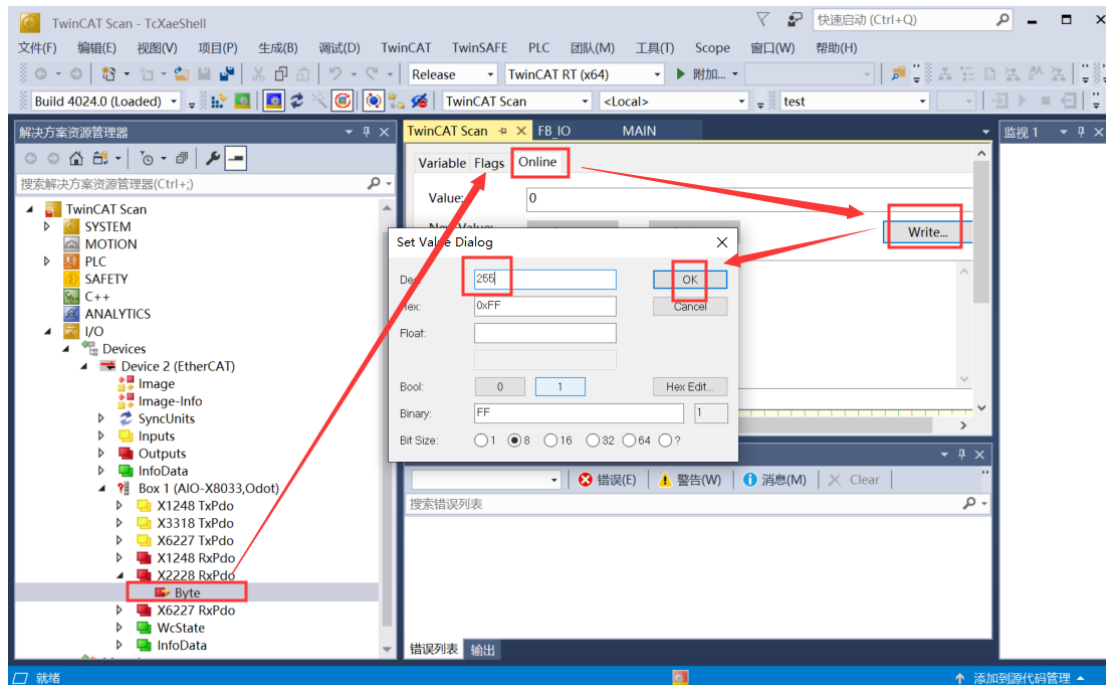 TwinCAT Scan - TcXaeShell
快速启动 (Ctrl+Q)
文件(F) 编辑(E) 视图(V) 项目(P) 生成(B) 调试(D) TwinCAT TwinSAFE PLC 团队(M) 工具(T) Scope 窗口(W) 帮助(H)
Release TwinCAT RT (x64) 附加...
Build 4024.0 (Loaded) TwinCAT Scan <Local> test
解决方案资源管理器
搜索解决方案资源管理器(Ctrl+;)
TwinCAT Scan
SYSTEM
MOTION
PLC
SAFETY
C++
ANALYTICS
I/O
Devices
Device 2 (EtherCAT)
Image
Image-Info
SyncUnits
Inputs
Outputs
InfoData
Box 1 (AIO-X8033,Odot)
X1248 TxPdo
X3318 TxPdo
X6227 TxPdo
X1248 RxPdo
X2228 RxPdo
Byte
X6227 RxPdo
WcState
InfoData
TwinCAT Scan FB_IO MAIN
Variable Flags Online
Value: 0
New Value:
Write...
Set Value Dialog
Dec: 255 OK
Hex: 0xFF Cancel
Float:
Bool: 0 1 Hex Edit...
Binary: FF 1
Bit Size: 1 8 16 32 64 ?
错误(E) 警告(W) 消息(M) Clear
搜索错误列表
错误列表 输出
监视 1
就绪
添加到源代码管理